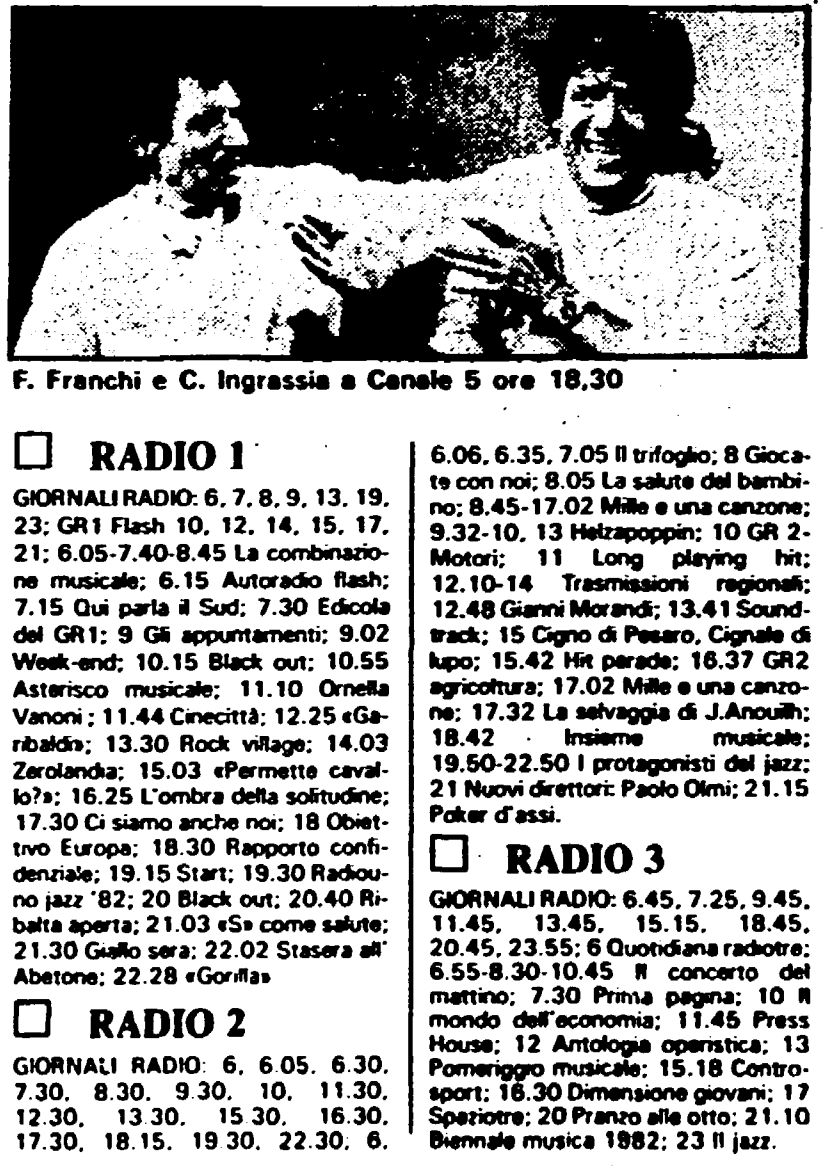 F. Franchi e C. Ingrassia a Canale 5 ore 18,30
RADIO 1
GIORNALI RADIO: 6, 7, 8, 9, 13, 19,
23; GR1 Flash 10, 12, 14, 15, 17,
21; 6.05-7.40-8.45 La combinazio-
ne musicale; 6.15 Autoradio flash;
7.15 Qui parla il Sud; 7.30 Edicola
del GR1; 9 Gli appuntamenti; 9.02
Week-end; 10.15 Black out; 10.55
Asterisco musicale; 11.10 Ornella
Vanoni; 11.44 Cinecittà; 12.25 «Ga-
ribaldi»; 13.30 Rock village; 14.03
Zerolandia; 15.03 «Permette caval-
lo?»; 16.25 L'ombra della solitudine;
17.30 Ci siamo anche noi; 18 Obiet-
tivo Europa; 18.30 Rapporto confi-
denziale; 19.15 Start; 19.30 Radiou-
no jazz '82; 20 Black out; 20.40 Ri-
balta aperta; 21.03 «S» come salute;
21.30 Giallo sera; 22.02 Stasera all'
Abetone; 22.28 «Gorilla»
RADIO 2
GIORNALI RADIO: 6, 6.05, 6.30,
7.30, 8.30, 9.30, 10, 11.30,
12.30, 13.30, 15.30, 16.30,
17.30, 18.15, 19.30, 22.30; 6,
6.06, 6.35, 7.05 Il trifoglio; 8 Gioca-
te con noi; 8.05 La salute del bambi-
no; 8.45-17.02 Mille e una canzone;
9.32-10, 13 Helzapoppin; 10 GR 2-
Motori; 11 Long playing hit;
12.10-14 Trasmissioni regionali;
12.48 Gianni Morandi; 13.41 Sound-
track; 15 Cigno di Pesaro, Cignale di
lupo; 15.42 Hit parade; 16.37 GR2
agricoltura; 17.02 Mille e una canzo-
ne; 17.32 La selvaggia di J.Anouilh;
18.42 Insieme musicale;
19.50-22.50 I protagonisti del jazz;
21 Nuovi direttori: Paolo Olmi; 21.15
Poker d'assi.
RADIO 3
GIORNALI RADIO: 6.45, 7.25, 9.45,
11.45, 13.45, 15.15, 18.45,
20.45, 23.55; 6 Quotidiana radiotre;
6.55-8.30-10.45 Il concerto del
mattino; 7.30 Prima pagina; 10 Il
mondo dell'economia; 11.45 Press
House; 12 Antologia operistica; 13
Pomeriggio musicale; 15.18 Contro-
sport; 16.30 Dimensione giovani; 17
Spaziotre; 20 Pranzo alle otto; 21.10
Biennale musica 1982; 23 Il jazz.